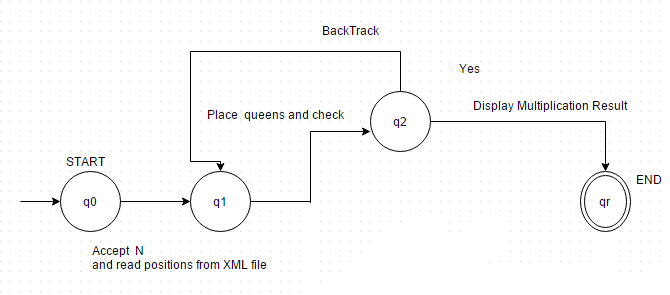 BackTrack
Yes
Display Multiplication Result
Place queens and check
q2
START
END
q0
q1
qr
Accept N
and read positions from XML file